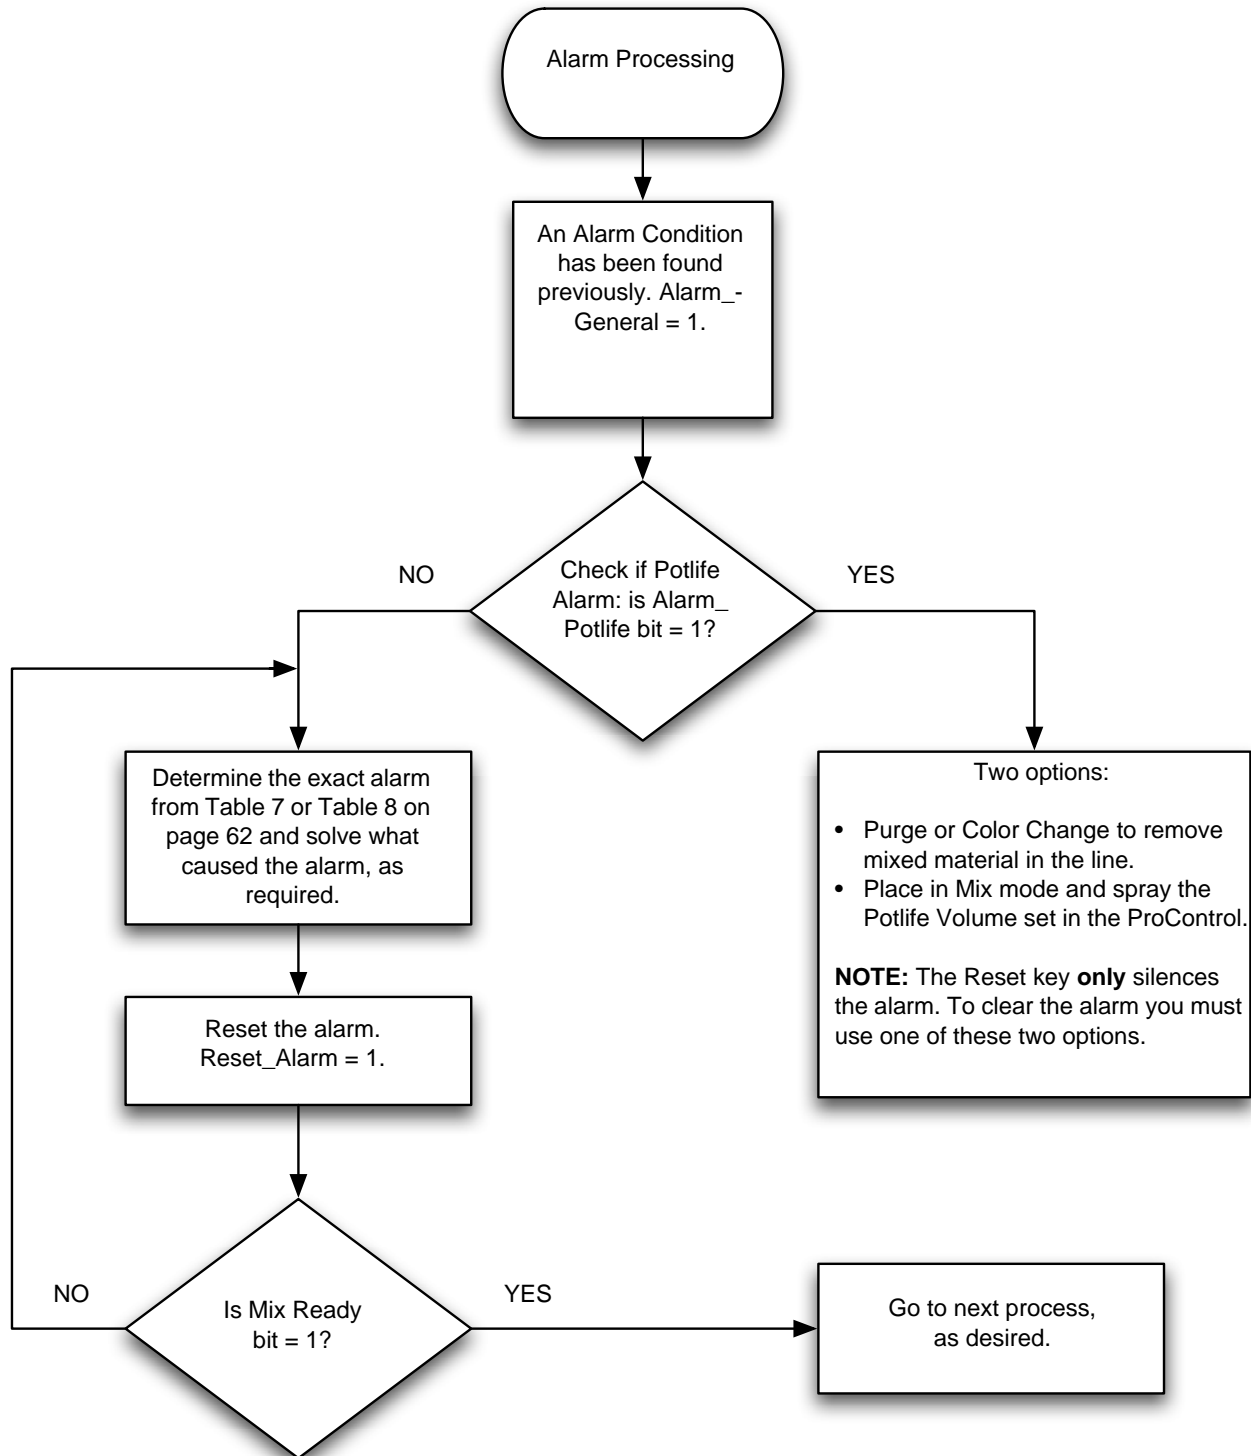 Alarm Processing
An Alarm Condition
has been found
previously. Alarm_-
General = 1.
NO
Check if Potlife
Alarm: is Alarm_
Potlife bit = 1?
YES
Determine the exact alarm
from Table 7 or Table 8 on
page 62 and solve what
caused the alarm, as
required.
Two options:
• Purge or Color Change to remove
mixed material in the line.
• Place in Mix mode and spray the
Potlife Volume set in the ProControl.
NOTE: The Reset key only silences
the alarm. To clear the alarm you must
use one of these two options.
Reset the alarm.
Reset_Alarm = 1.
NO
Is Mix Ready
bit = 1?
YES
Go to next process,
as desired.